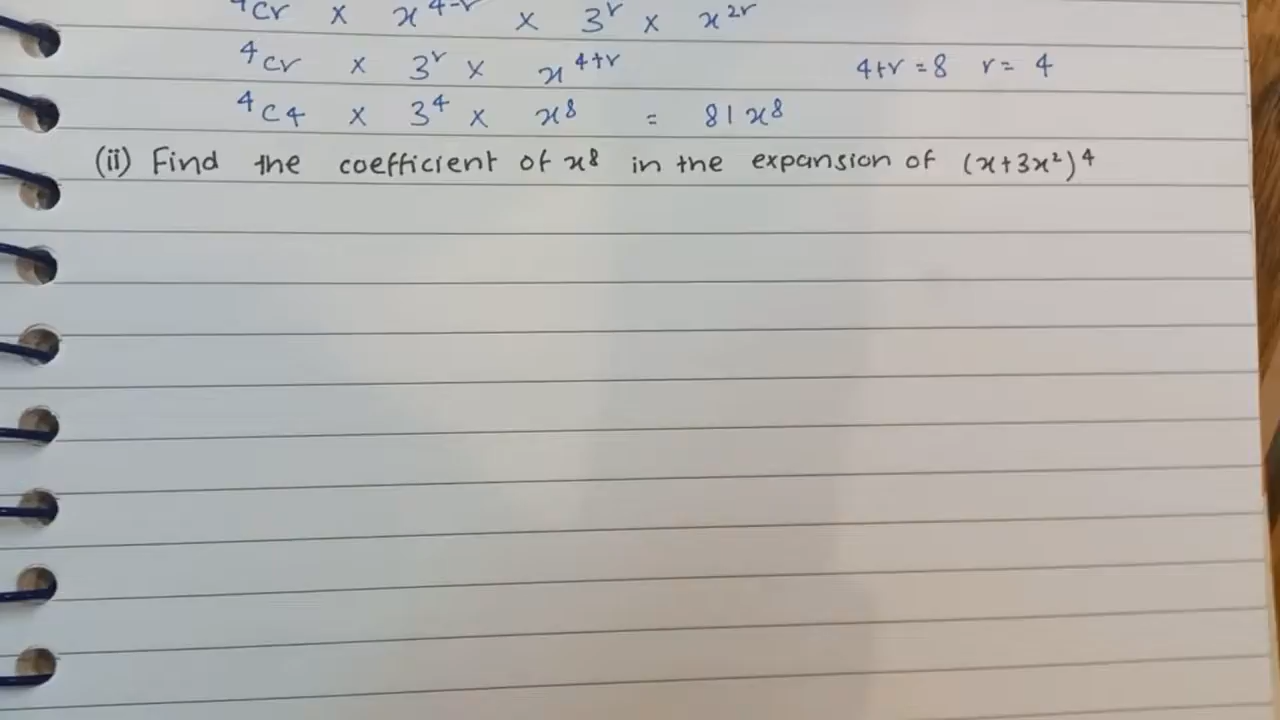 ⁴Cr × x⁴⁻ʳ × 3ʳ × x²ʳ
⁴Cr × 3ʳ × x⁴⁺ʳ 4+r = 8 r = 4
⁴C4 × 3⁴ × x⁸ = 81x⁸
(ii) Find the coefficient of x⁸ in the expansion of (x+3x²)⁴